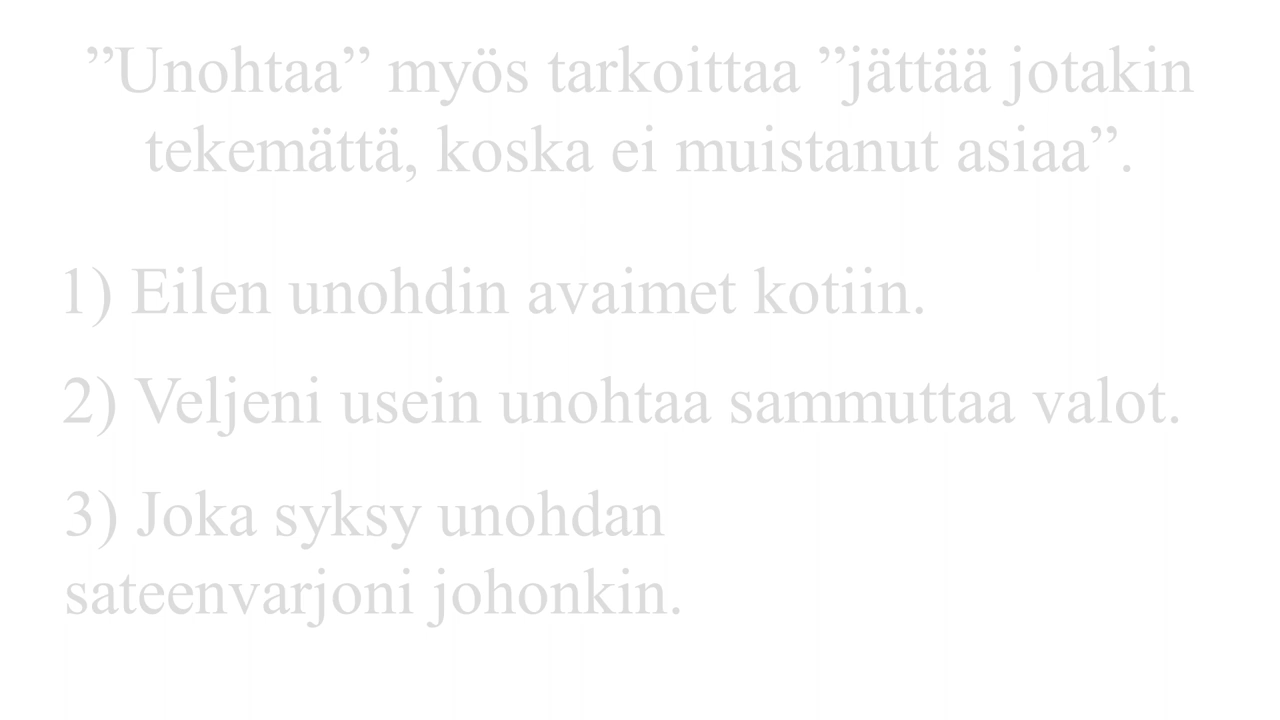 ”Unohtaa” myös tarkoittaa ”jättää jotakin
tekemättä, koska ei muistanut asiaa”.
1) Eilen unohdin avaimet kotiin.
2) Veljeni usein unohtaa sammuttaa valot.
3) Joka syksy unohdan
sateenvarjoni johonkin.